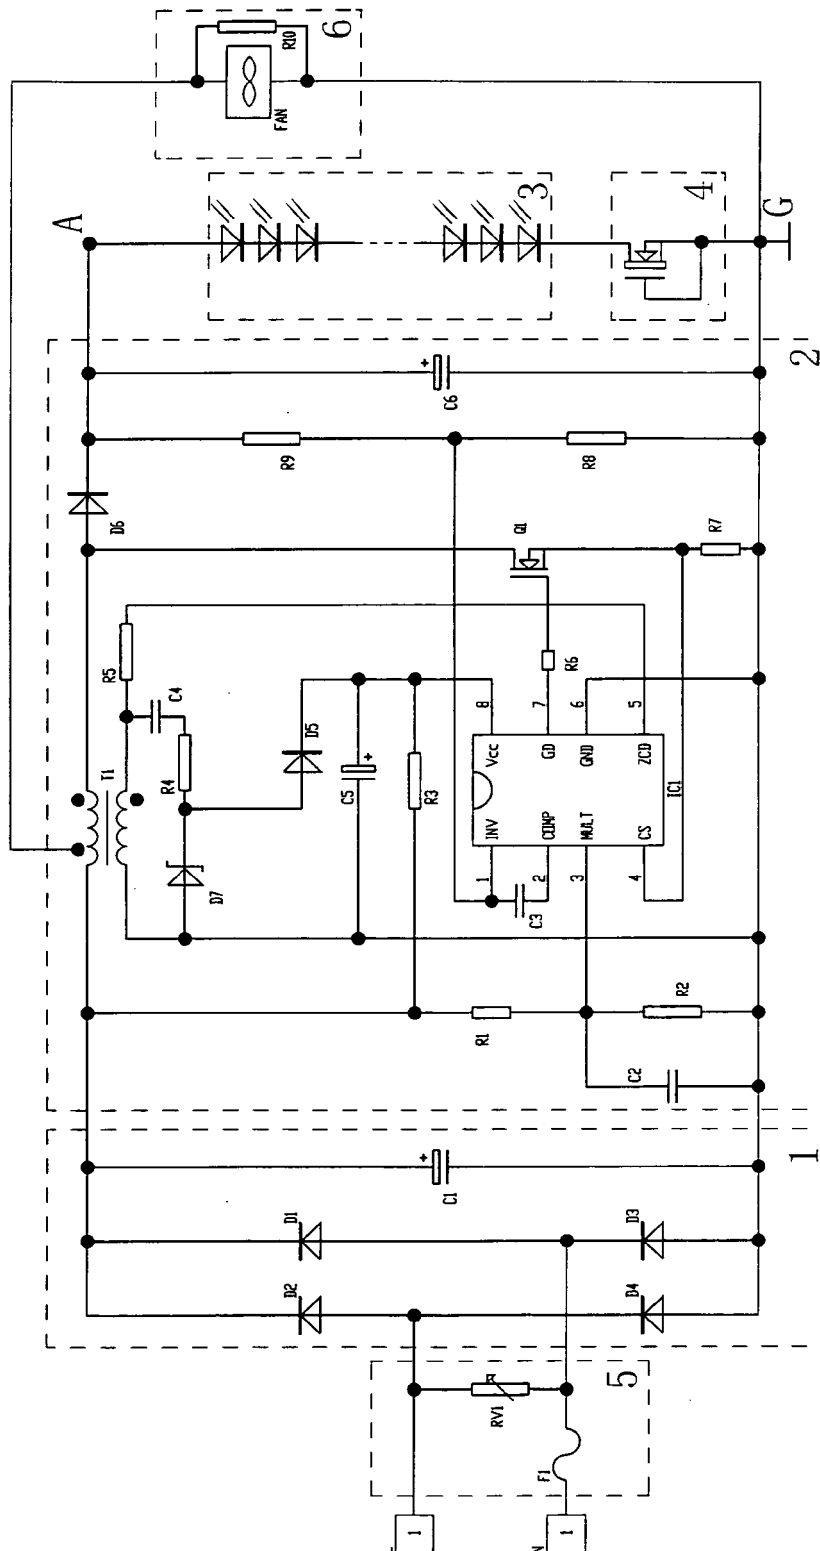 R10
6
FAN
A
3
4
G
2
C6
R9
R8
D6
Q1
R7
R5
C4
R4
T1
D5
C5
R3
R6
D7
8
7
6
5
Vcc
GD
GND
ZCD
INV
COMP
MULT
CS
IC1
1
2
3
4
C3
R1
R2
C2
1
C1
D1
D3
D2
D4
R
RV1
5
F1
1
1
N